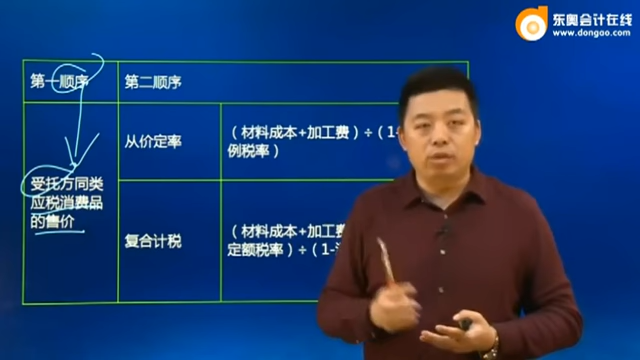 东奥会计在线
www.dongao.com
第一顺序
第二顺序
受托方同类
应税消费品
的售价
从价定率
（材料成本+加工费）÷（1-
例税率）
复合计税
（材料成本+加工费
定额税率）÷（1-